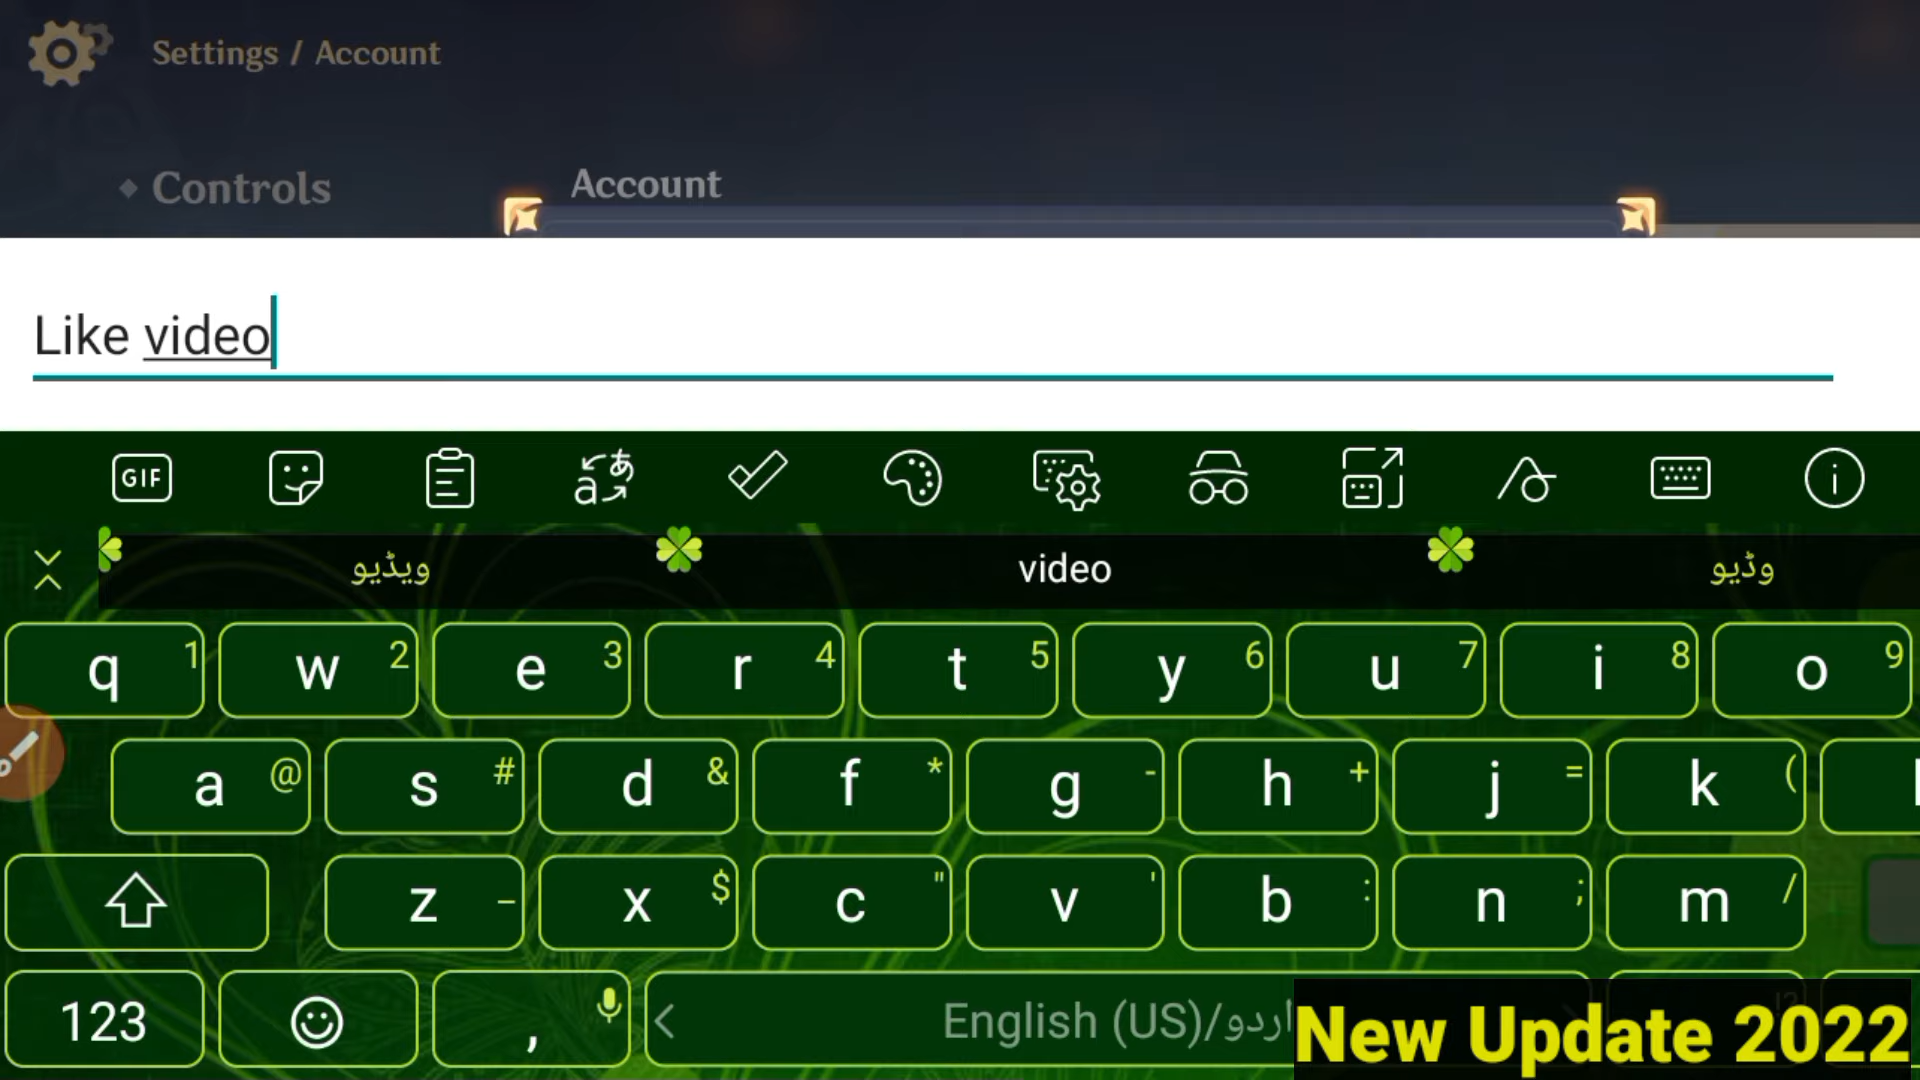 Settings / Account
Controls
Account
Like video
GIF
a あ
ویڈیو video وڈیو
q 1 w 2 e 3 r 4 t 5 y 6 u 7 i 8 o 9
a @ s # d & f * g - h + j = k (
z _ x $ c " v ' b : n ; m /
123 , < English (US)/اردو
New Update 2022